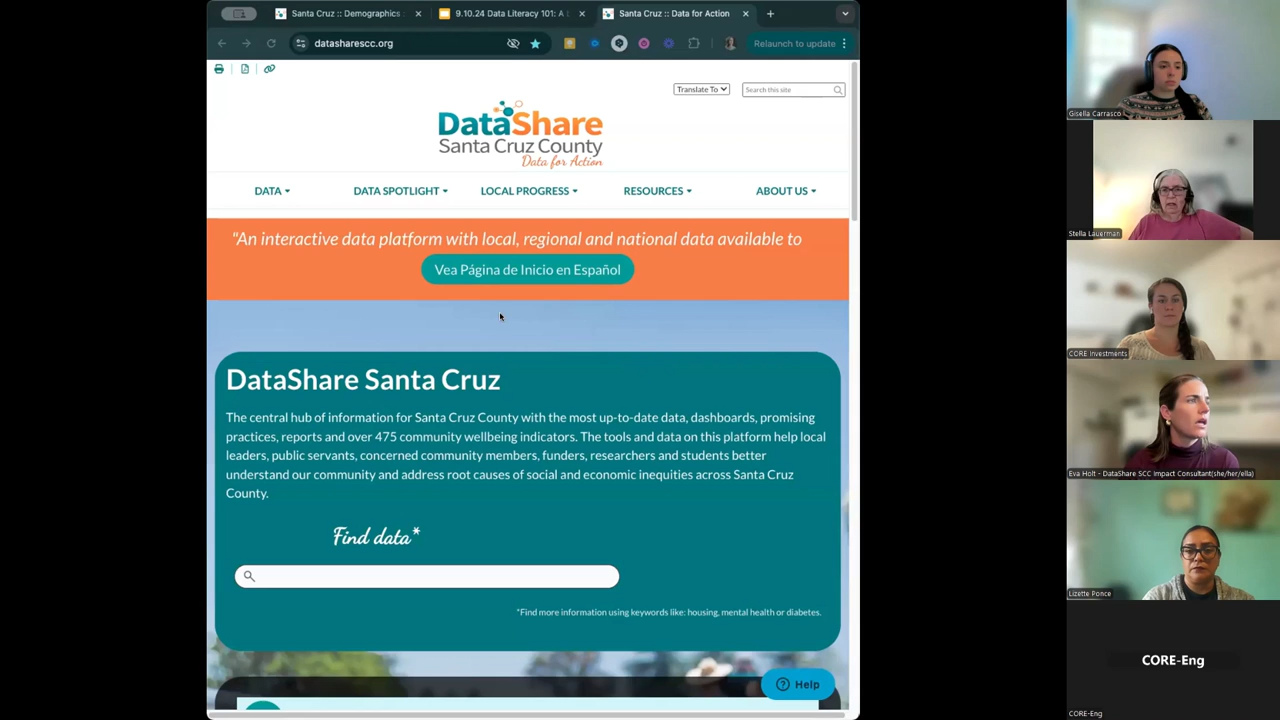 Santa Cruz :: Demographics :
9.10.24 Data Literacy 101: A L
Santa Cruz :: Data for Action
datasharescc.org
Relaunch to update
Translate To
Search this site
DataShare
Santa Cruz County
Data for Action
DATA
DATA SPOTLIGHT
LOCAL PROGRESS
RESOURCES
ABOUT US
"An interactive data platform with local, regional and national data available to
Vea Página de Inicio en Español
DataShare Santa Cruz
The central hub of information for Santa Cruz County with the most up-to-date data, dashboards, promising
practices, reports and over 475 community wellbeing indicators. The tools and data on this platform help local
leaders, public servants, concerned community members, funders, researchers and students better
understand our community and address root causes of social and economic inequities across Santa Cruz
County.
Find data*
*Find more information using keywords like: housing, mental health or diabetes.
Help
Gisella Carrasco
Stella Lauerman
CORE Investments
Eva Holt - DataShare SCC Impact Consultant(she/her/ella)
Lizette Ponce
CORE-Eng
CORE-Eng